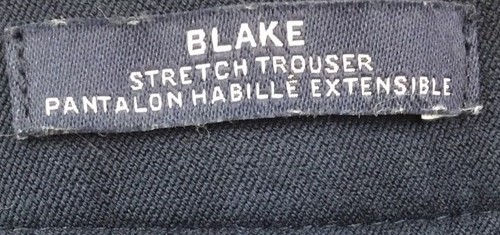 BLAKE
STRETCH TROUSER
PANTALON HABILLÉ EXTENSIBLE